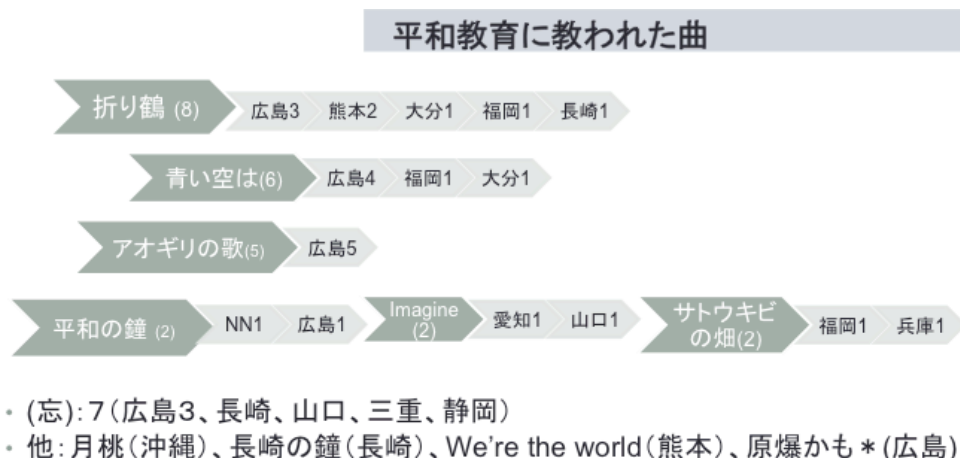 平和教育に教われた曲
折り鶴 (8) 広島3 熊本2 大分1 福岡1 長崎1
青い空は(6) 広島4 福岡1 大分1
アオギリの歌(5) 広島5
平和の鐘 (2) NN1 広島1
Imagine
(2) 愛知1 山口1
サトウキビ
の畑(2) 福岡1 兵庫1
• (忘):7(広島3、長崎、山口、三重、静岡)
• 他:月桃(沖縄)、長崎の鐘(長崎)、We're the world(熊本)、原爆かも*(広島)